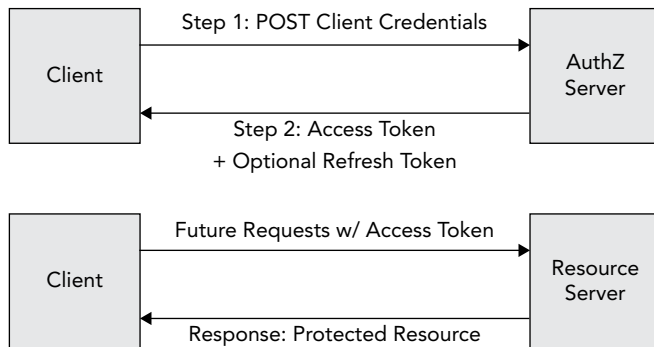 Step 1: POST Client Credentials
Client
AuthZ
Server
Step 2: Access Token
+ Optional Refresh Token
Future Requests w/ Access Token
Client
Resource
Server
Response: Protected Resource